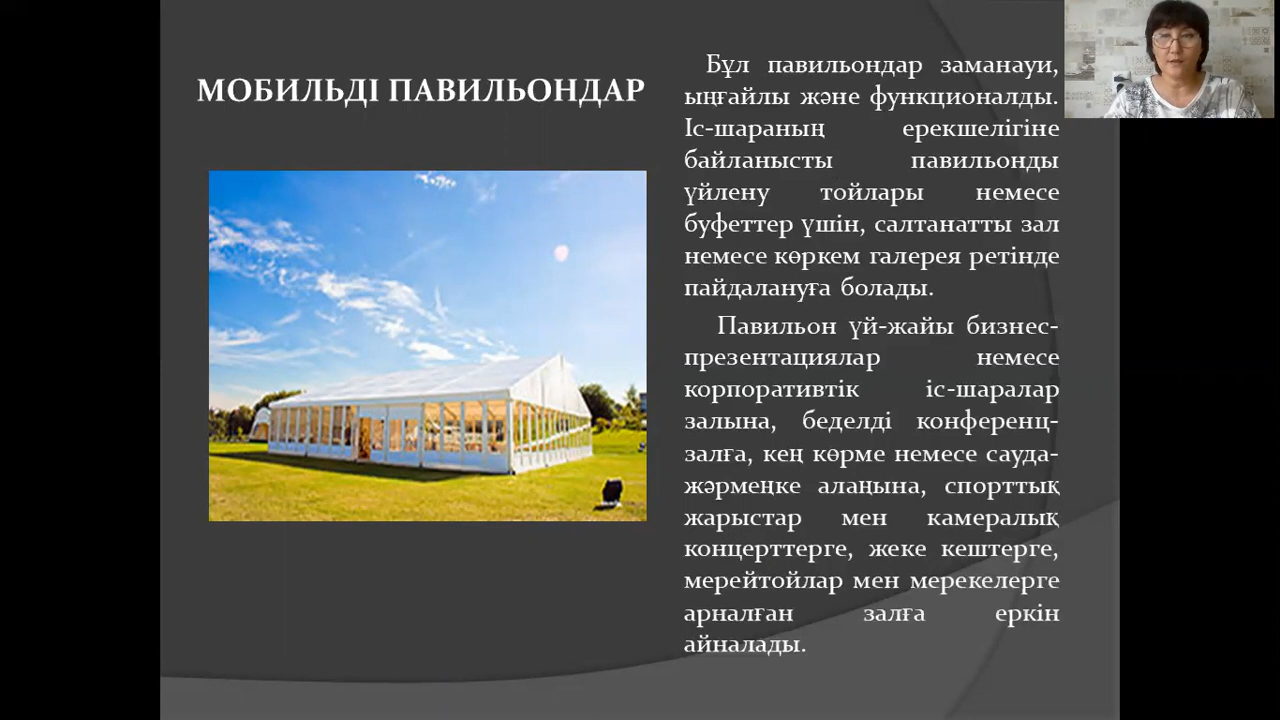 МОБИЛЬДІ ПАВИЛЬОНДАР
Бұл павильондар заманауи,
ыңғайлы және функционалды.
Іс-шараның ерекшелігіне
байланысты павильонды
үйлену тойлары немесе
буфеттер үшін, салтанатты зал
немесе көркем галерея ретінде
пайдалануға болады.
Павильон үй-жайы бизнес-
презентациялар немесе
корпоративтік іс-шаралар
залына, беделді конференц-
залға, кең көрме немесе сауда-
жәрмеңке алаңына, спорттық
жарыстар мен камералық
концерттерге, жеке кештерге,
мерейтойлар мен мерекелерге
арналған залға еркін
айналады.